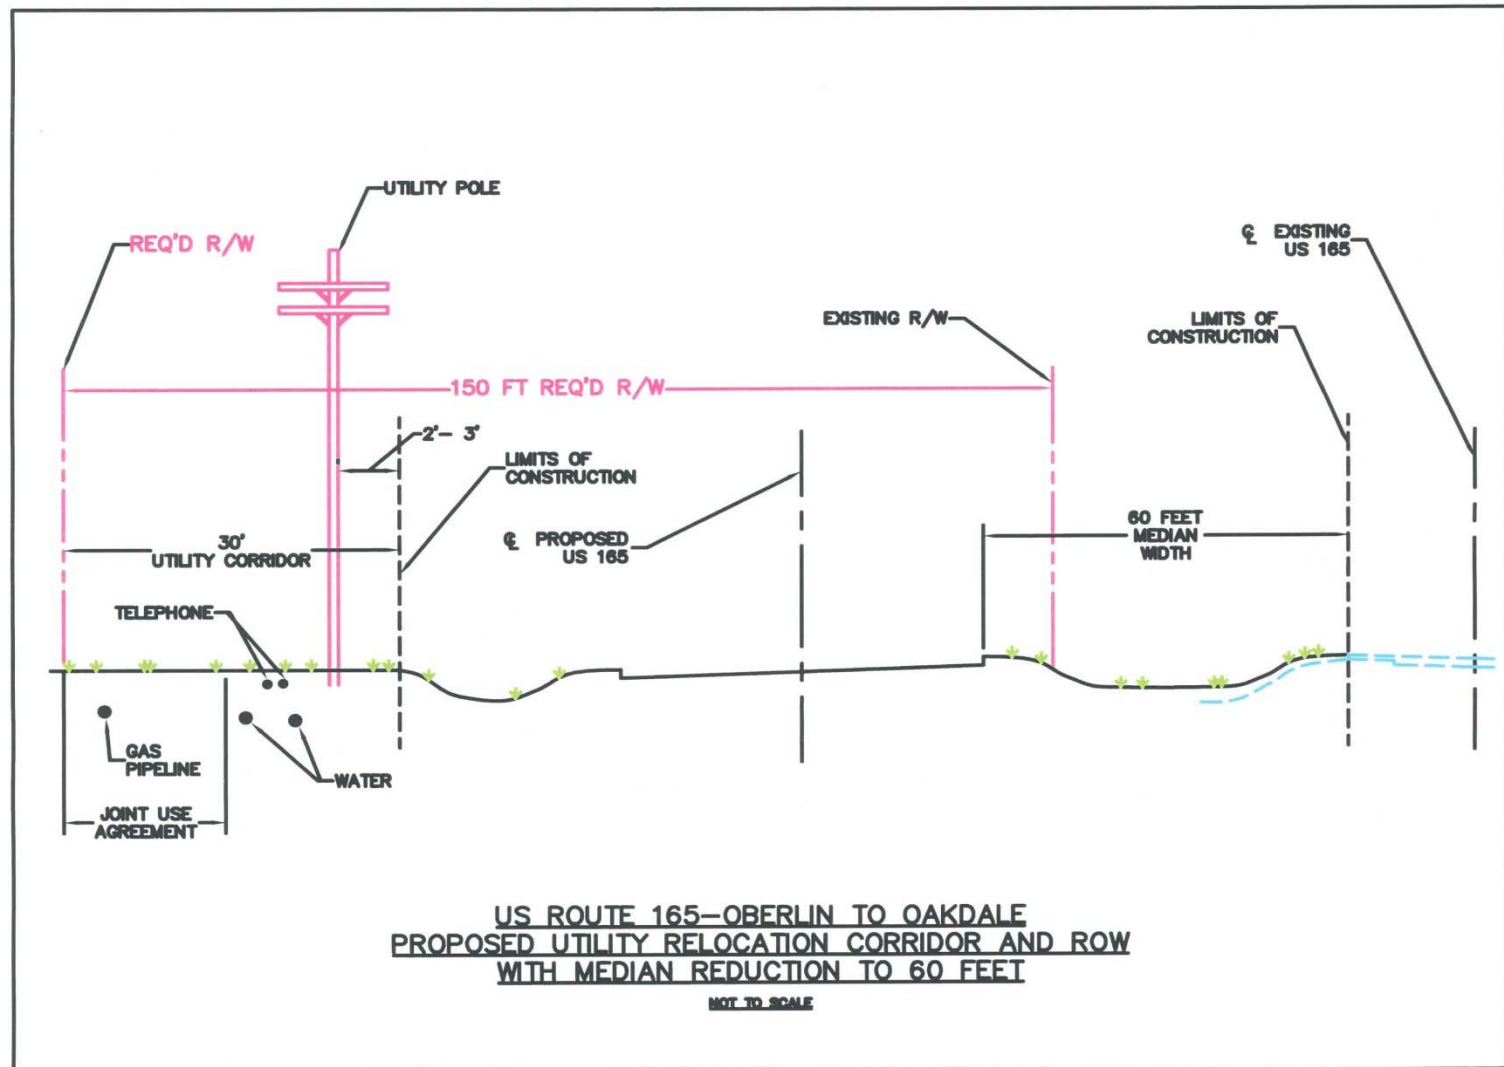 UTILITY POLE
REQ'D R/W
℄ EXISTING
US 165
EXISTING R/W
LIMITS OF
CONSTRUCTION
150 FT REQ'D R/W
2'- 3'
LIMITS OF
CONSTRUCTION
℄ PROPOSED
US 165
60 FEET
MEDIAN
WIDTH
30'
UTILITY CORRIDOR
TELEPHONE
GAS
PIPELINE
WATER
JOINT USE
AGREEMENT
US ROUTE 165-OBERLIN TO OAKDALE
PROPOSED UTILITY RELOCATION CORRIDOR AND ROW
WITH MEDIAN REDUCTION TO 60 FEET
NOT TO SCALE